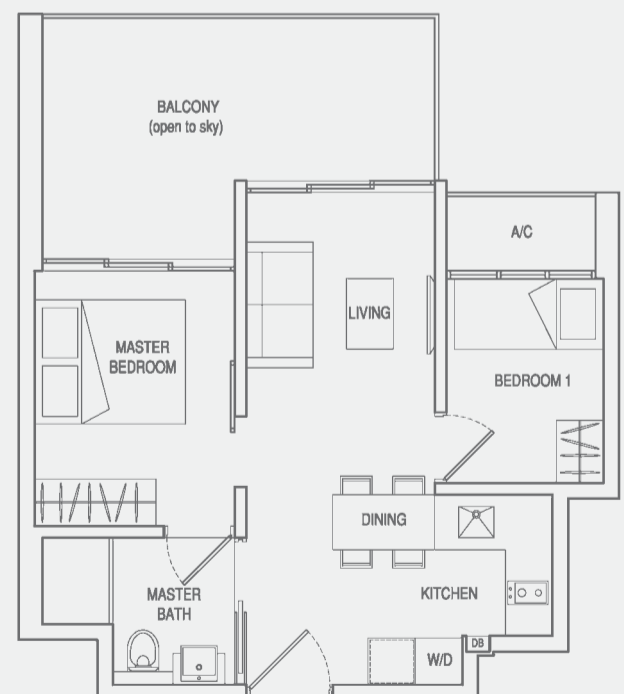 BALCONY
(open to sky)
A/C
LIVING
MASTER
BEDROOM
BEDROOM 1
DINING
KITCHEN
MASTER
BATH
DB
W/D